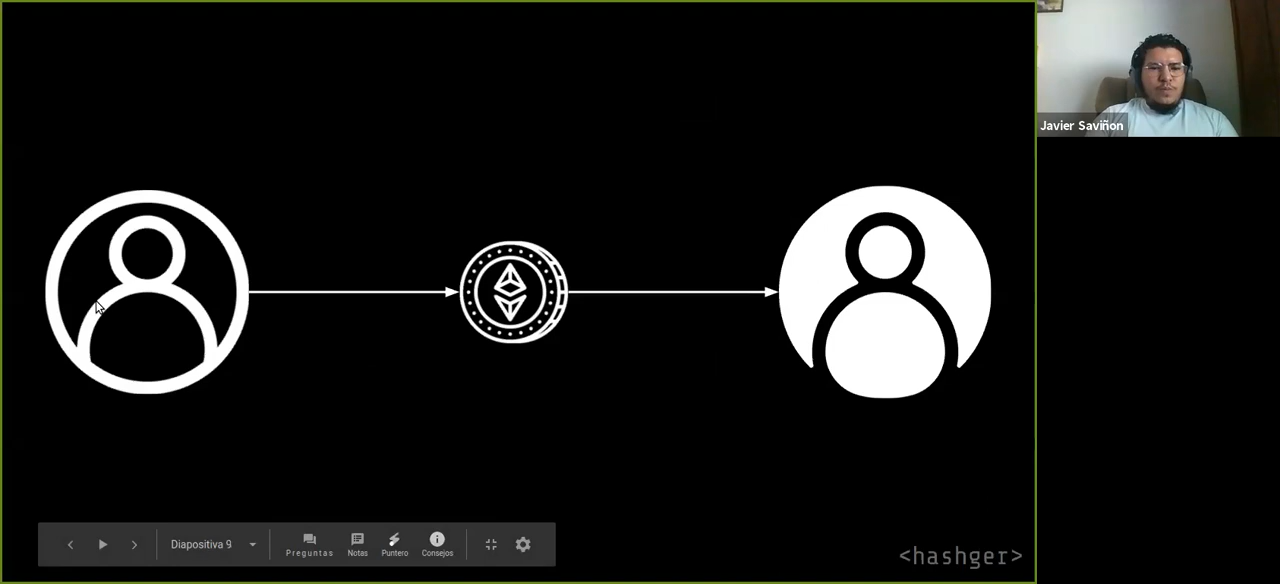 Javier Saviñon
Diapositiva 9
Preguntas
Notas
Puntero
Consejos
<hashger>